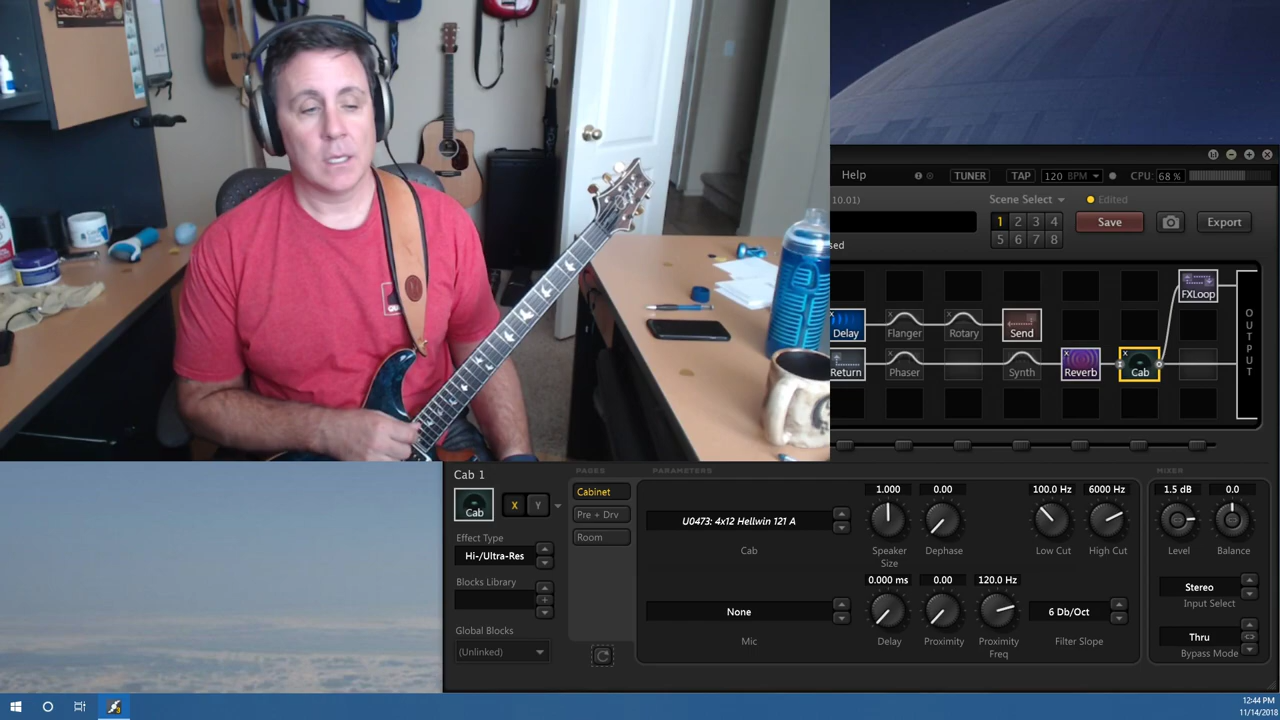 Help
TUNER
TAP
120 BPM
CPU: 68 %
10.01)
Scene Select
Edited
1 2 3 4
5 6 7 8
Save
Export
sed
FXLoop
Delay
Flanger
Rotary
Send
Return
Phaser
Synth
Reverb
Cab
OUTPUT
Cab 1
Cab
X Y
Effect Type
Hi-/Ultra-Res
Blocks Library
Global Blocks
(Unlinked)
PAGES
Cabinet
Pre + Drv
Room
PARAMETERS
U0473: 4x12 Hellwin 121 A
Cab
None
Mic
1.000
Speaker
Size
0.00
Dephase
100.0 Hz
Low Cut
6000 Hz
High Cut
0.000 ms
Delay
0.00
Proximity
120.0 Hz
Proximity
Freq
6 Db/Oct
Filter Slope
MIXER
1.5 dB
Level
0.0
Balance
Stereo
Input Select
Thru
Bypass Mode
12:44 PM
11/14/2018